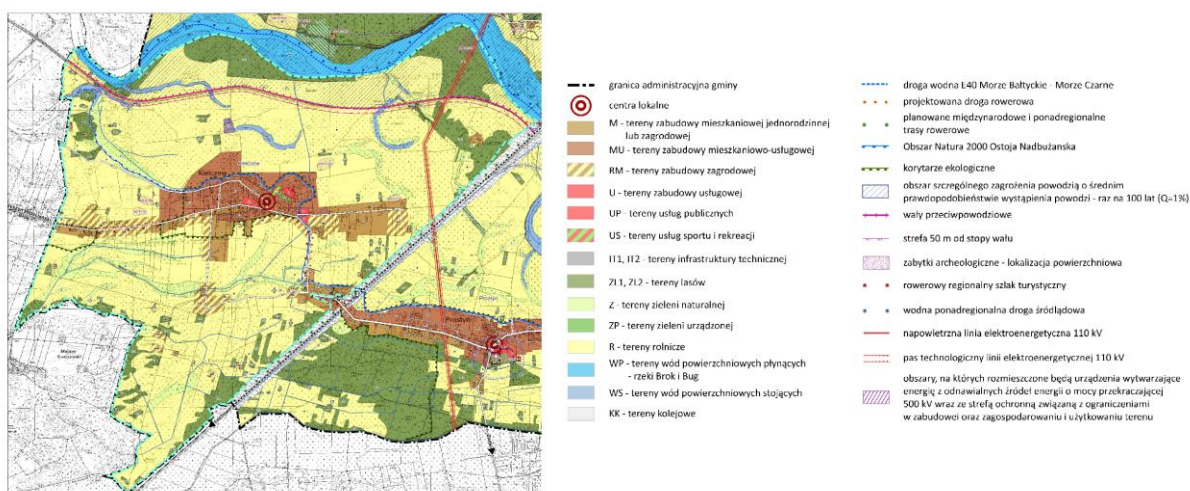 Kiełczew
Prostyń
Prostyń
granica administracyjna gminy
centra lokalne
M - tereny zabudowy mieszkaniowej jednorodzinnej
lub zagrodowej
MU - tereny zabudowy mieszkaniowo-usługowej
RM - tereny zabudowy zagrodowej
U - tereny zabudowy usługowej
UP - tereny usług publicznych
US - tereny usług sportu i rekreacji
IT1, IT2 - tereny infrastruktury technicznej
ZL1, ZL2 - tereny lasów
Z - tereny zieleni naturalnej
ZP - tereny zieleni urządzonej
R - tereny rolnicze
WP - tereny wód powierzchniowych płynących
- rzeki Brok i Bug
WS - tereny wód powierzchniowych stojących
KK - tereny kolejowe
droga wodna E40 Morze Bałtyckie - Morze Czarne
projektowana droga rowerowa
planowane międzynarodowe i ponadregionalne
trasy rowerowe
Obszar Natura 2000 Ostoja Nadbużańska
korytarze ekologiczne
obszar szczególnego zagrożenia powodzią o średnim
prawdopodobieństwie wystąpienia powodzi - raz na 100 lat (Q=1%)
wały przeciwpowodziowe
strefa 50 m od stopy wału
zabytki archeologiczne - lokalizacja powierzchniowa
rowerowy regionalny szlak turystyczny
wodna ponadregionalna droga śródlądowa
napowietrzna linia elektroenergetyczna 110 kV
pas technologiczny linii elektroenergetycznej 110 kV
obszary, na których rozmieszczone będą urządzenia wytwarzające
energię z odnawialnych źródeł energii o mocy przekraczającej
500 kV wraz ze strefą ochronną związaną z ograniczeniami
w zabudowei oraz zagospodarowaniu i użytkowaniu terenu